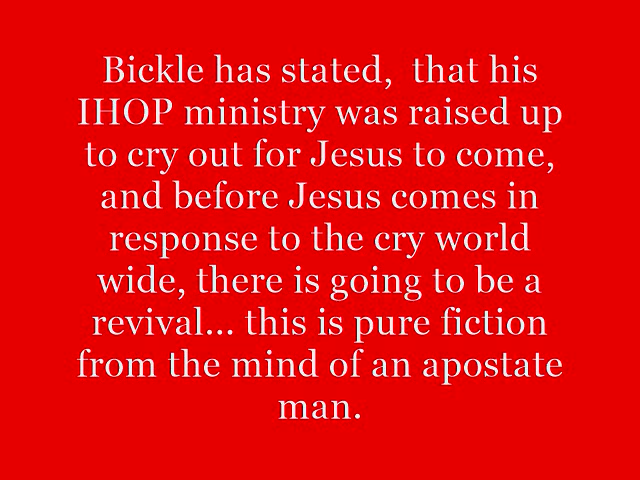 Bickle has stated,  that his
IHOP ministry was raised up
to cry out for Jesus to come,
and before Jesus comes in
response to the cry world
wide, there is going to be a
revival... this is pure fiction
from the mind of an apostate
man.